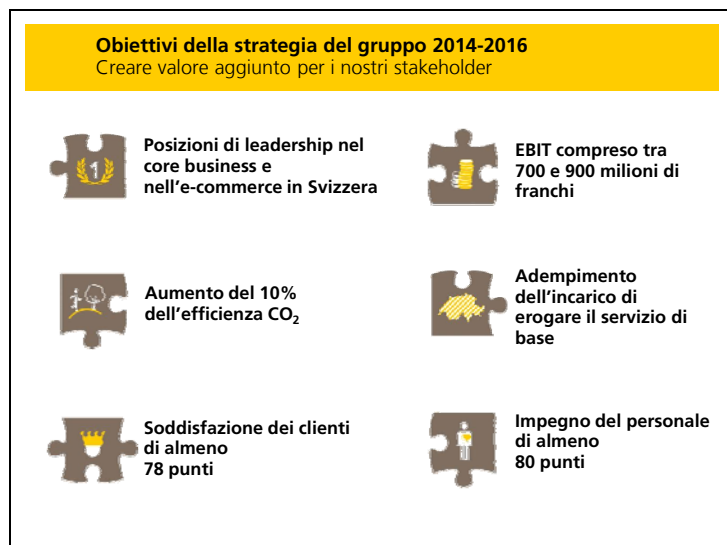 Obiettivi della strategia del gruppo 2014-2016
Creare valore aggiunto per i nostri stakeholder
1
Posizioni di leadership nel
core business e
nell'e-commerce in Svizzera
EBIT compreso tra
700 e 900 milioni di
franchi
Aumento del 10%
dell'efficienza CO₂
Adempimento
dell'incarico di
erogare il servizio di
base
Soddisfazione dei clienti
di almeno
78 punti
Impegno del personale
di almeno
80 punti